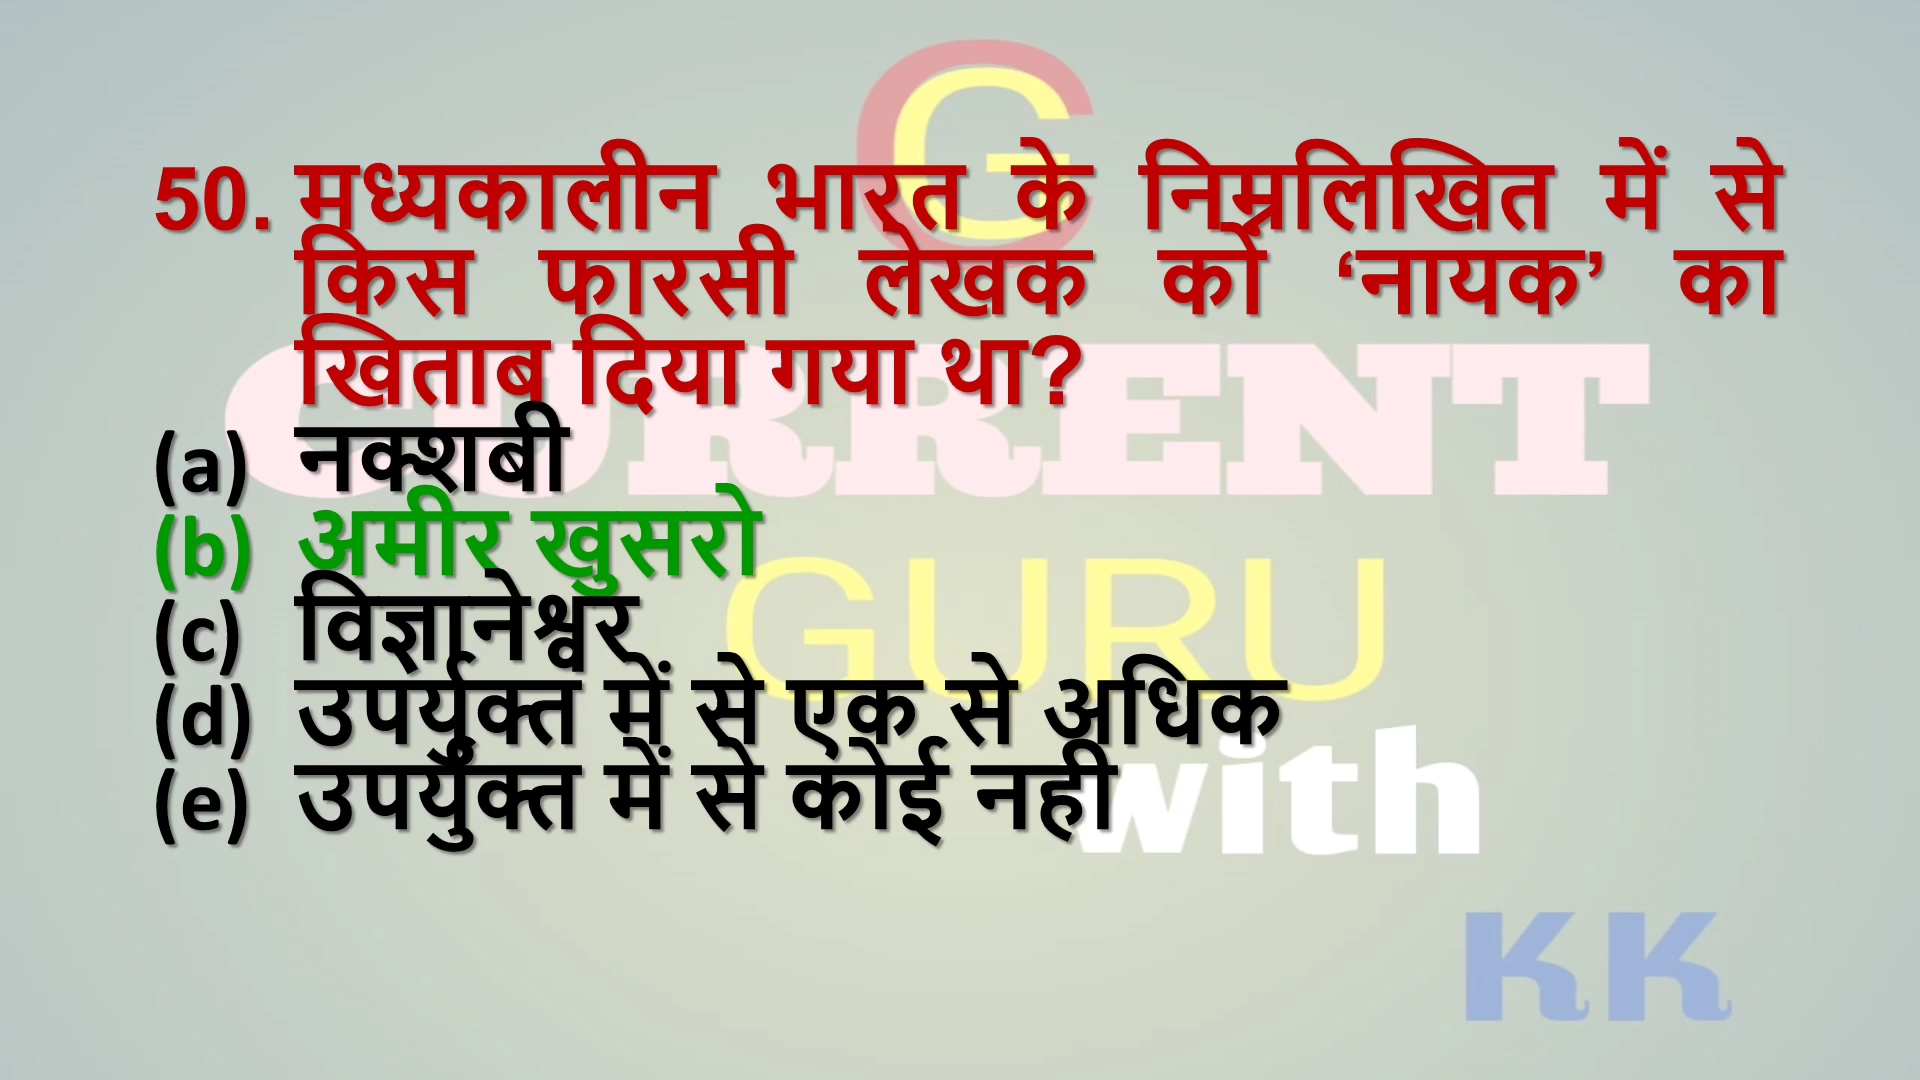 G
50. मध्यकालीन भारत के निम्नलिखित में से
किस फारसी लेखक को ‘नायक’ का
खिताब दिया गया था?
(a) नक्शबी
(b) अमीर खुसरो
(c) विज्ञानेश्वर
(d) उपर्युक्त में से एक से अधिक
(e) उपर्युक्त में से कोई नही
CURRENT
GURU
with
KK